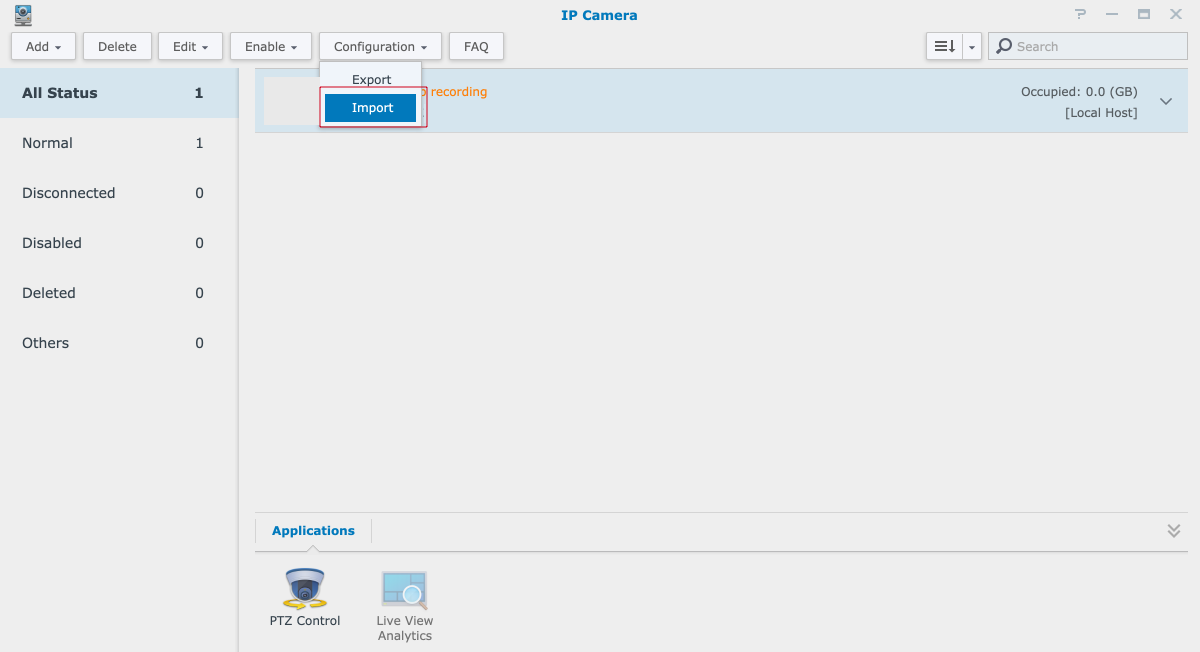 IP Camera
Add
Delete
Edit
Enable
Configuration
FAQ
Search
Export
Import
All Status 1
Normal 1
Disconnected 0
Disabled 0
Deleted 0
Others 0
recording
Occupied: 0.0 (GB)
[Local Host]
Applications
PTZ Control
Live View
Analytics